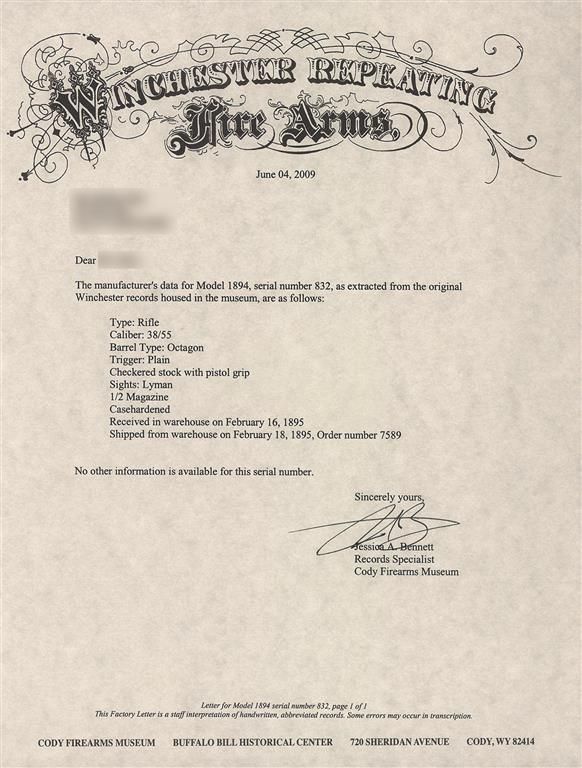 WINCHESTER REPEATING
Fire Arms.
June 04, 2009
Dear
The manufacturer's data for Model 1894, serial number 832, as extracted from the original
Winchester records housed in the museum, are as follows:
Type: Rifle
Caliber: 38/55
Barrel Type: Octagon
Trigger: Plain
Checkered stock with pistol grip
Sights: Lyman
1/2 Magazine
Casehardened
Received in warehouse on February 16, 1895
Shipped from warehouse on February 18, 1895, Order number 7589
No other information is available for this serial number.
Sincerely yours,
Jessica A. Bennett
Records Specialist
Cody Firearms Museum
Letter for Model 1894 serial number 832, page 1 of 1
This Factory Letter is a staff interpretation of handwritten, abbreviated records. Some errors may occur in transcription.
CODY FIREARMS MUSEUM BUFFALO BILL HISTORICAL CENTER 720 SHERIDAN AVENUE CODY, WY 82414